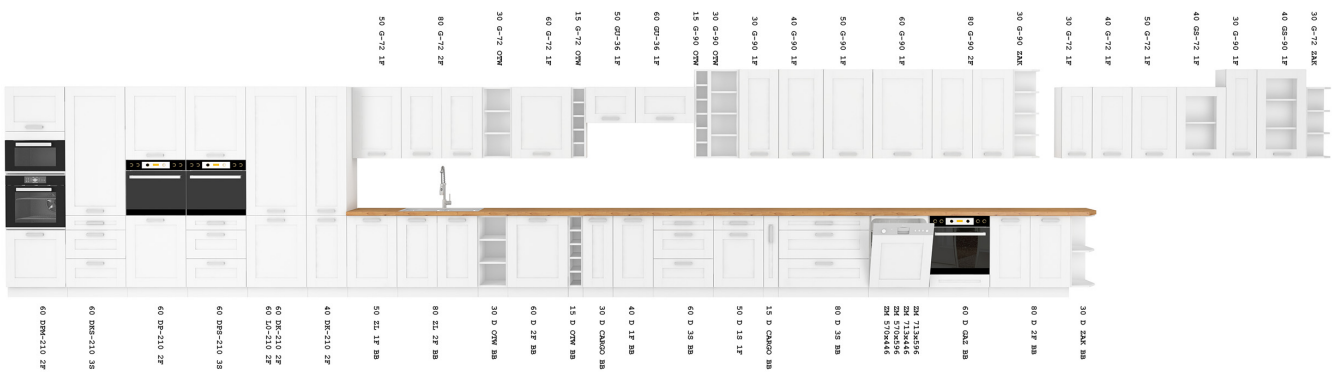 50 G-72 1F
80 G-72 2F
30 G-72 OTW
60 G-72 1F
15 G-72 OTW
50 GU-36 1F
60 GU-36 1F
15 G-90 OTW
30 G-90 OTW
30 G-90 1F
40 G-90 1F
50 G-90 1F
60 G-90 1F
80 G-90 2F
30 G-90 ZAK
30 G-72 1F
40 G-72 1F
50 G-72 1F
40 GS-72 1F
30 G-90 1F
40 GS-90 1F
30 G-72 ZAK
60 DPM-210 2F
60 DKS-210 3S
60 DP-210 2F
60 DPS-210 3S
60 DK-210 2F
60 LO-210 2F
40 DK-210 2F
50 ZL 1F BB
80 ZL 2F BB
30 D OTW BB
60 D 2F BB
15 D OTW BB
30 D CARGO BB
40 D 1F BB
60 D 3S BB
50 D 1S 1F
15 D CARGO BB
80 D 3S BB
ZM 713x596
ZM 713x446
ZM 570x596
ZM 570x446
60 D GAZ BB
80 D 2F BB
30 D ZAK BB